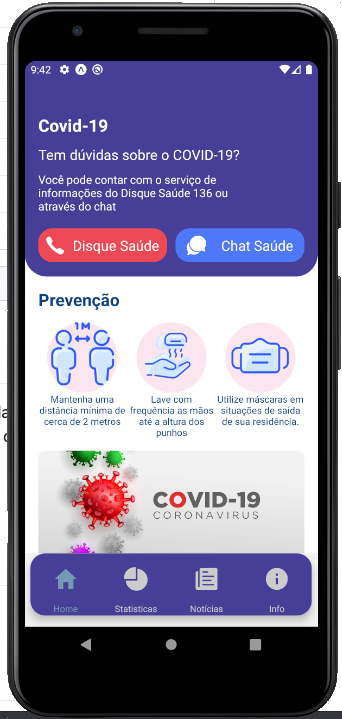 9:42
Covid-19
Tem dúvidas sobre o COVID-19?
Você pode contar com o serviço de
informações do Disque Saúde 136 ou
através do chat
Disque Saúde
Chat Saúde
Prevenção
1M
Mantenha uma
distância mínima de
cerca de 2 metros
Lave com
frequência as mãos
até a altura dos
punhos
Utilize máscaras em
situações de saída
de sua residência.
COVID-19
CORONAVIRUS
Home
Statisticas
Notícias
Info